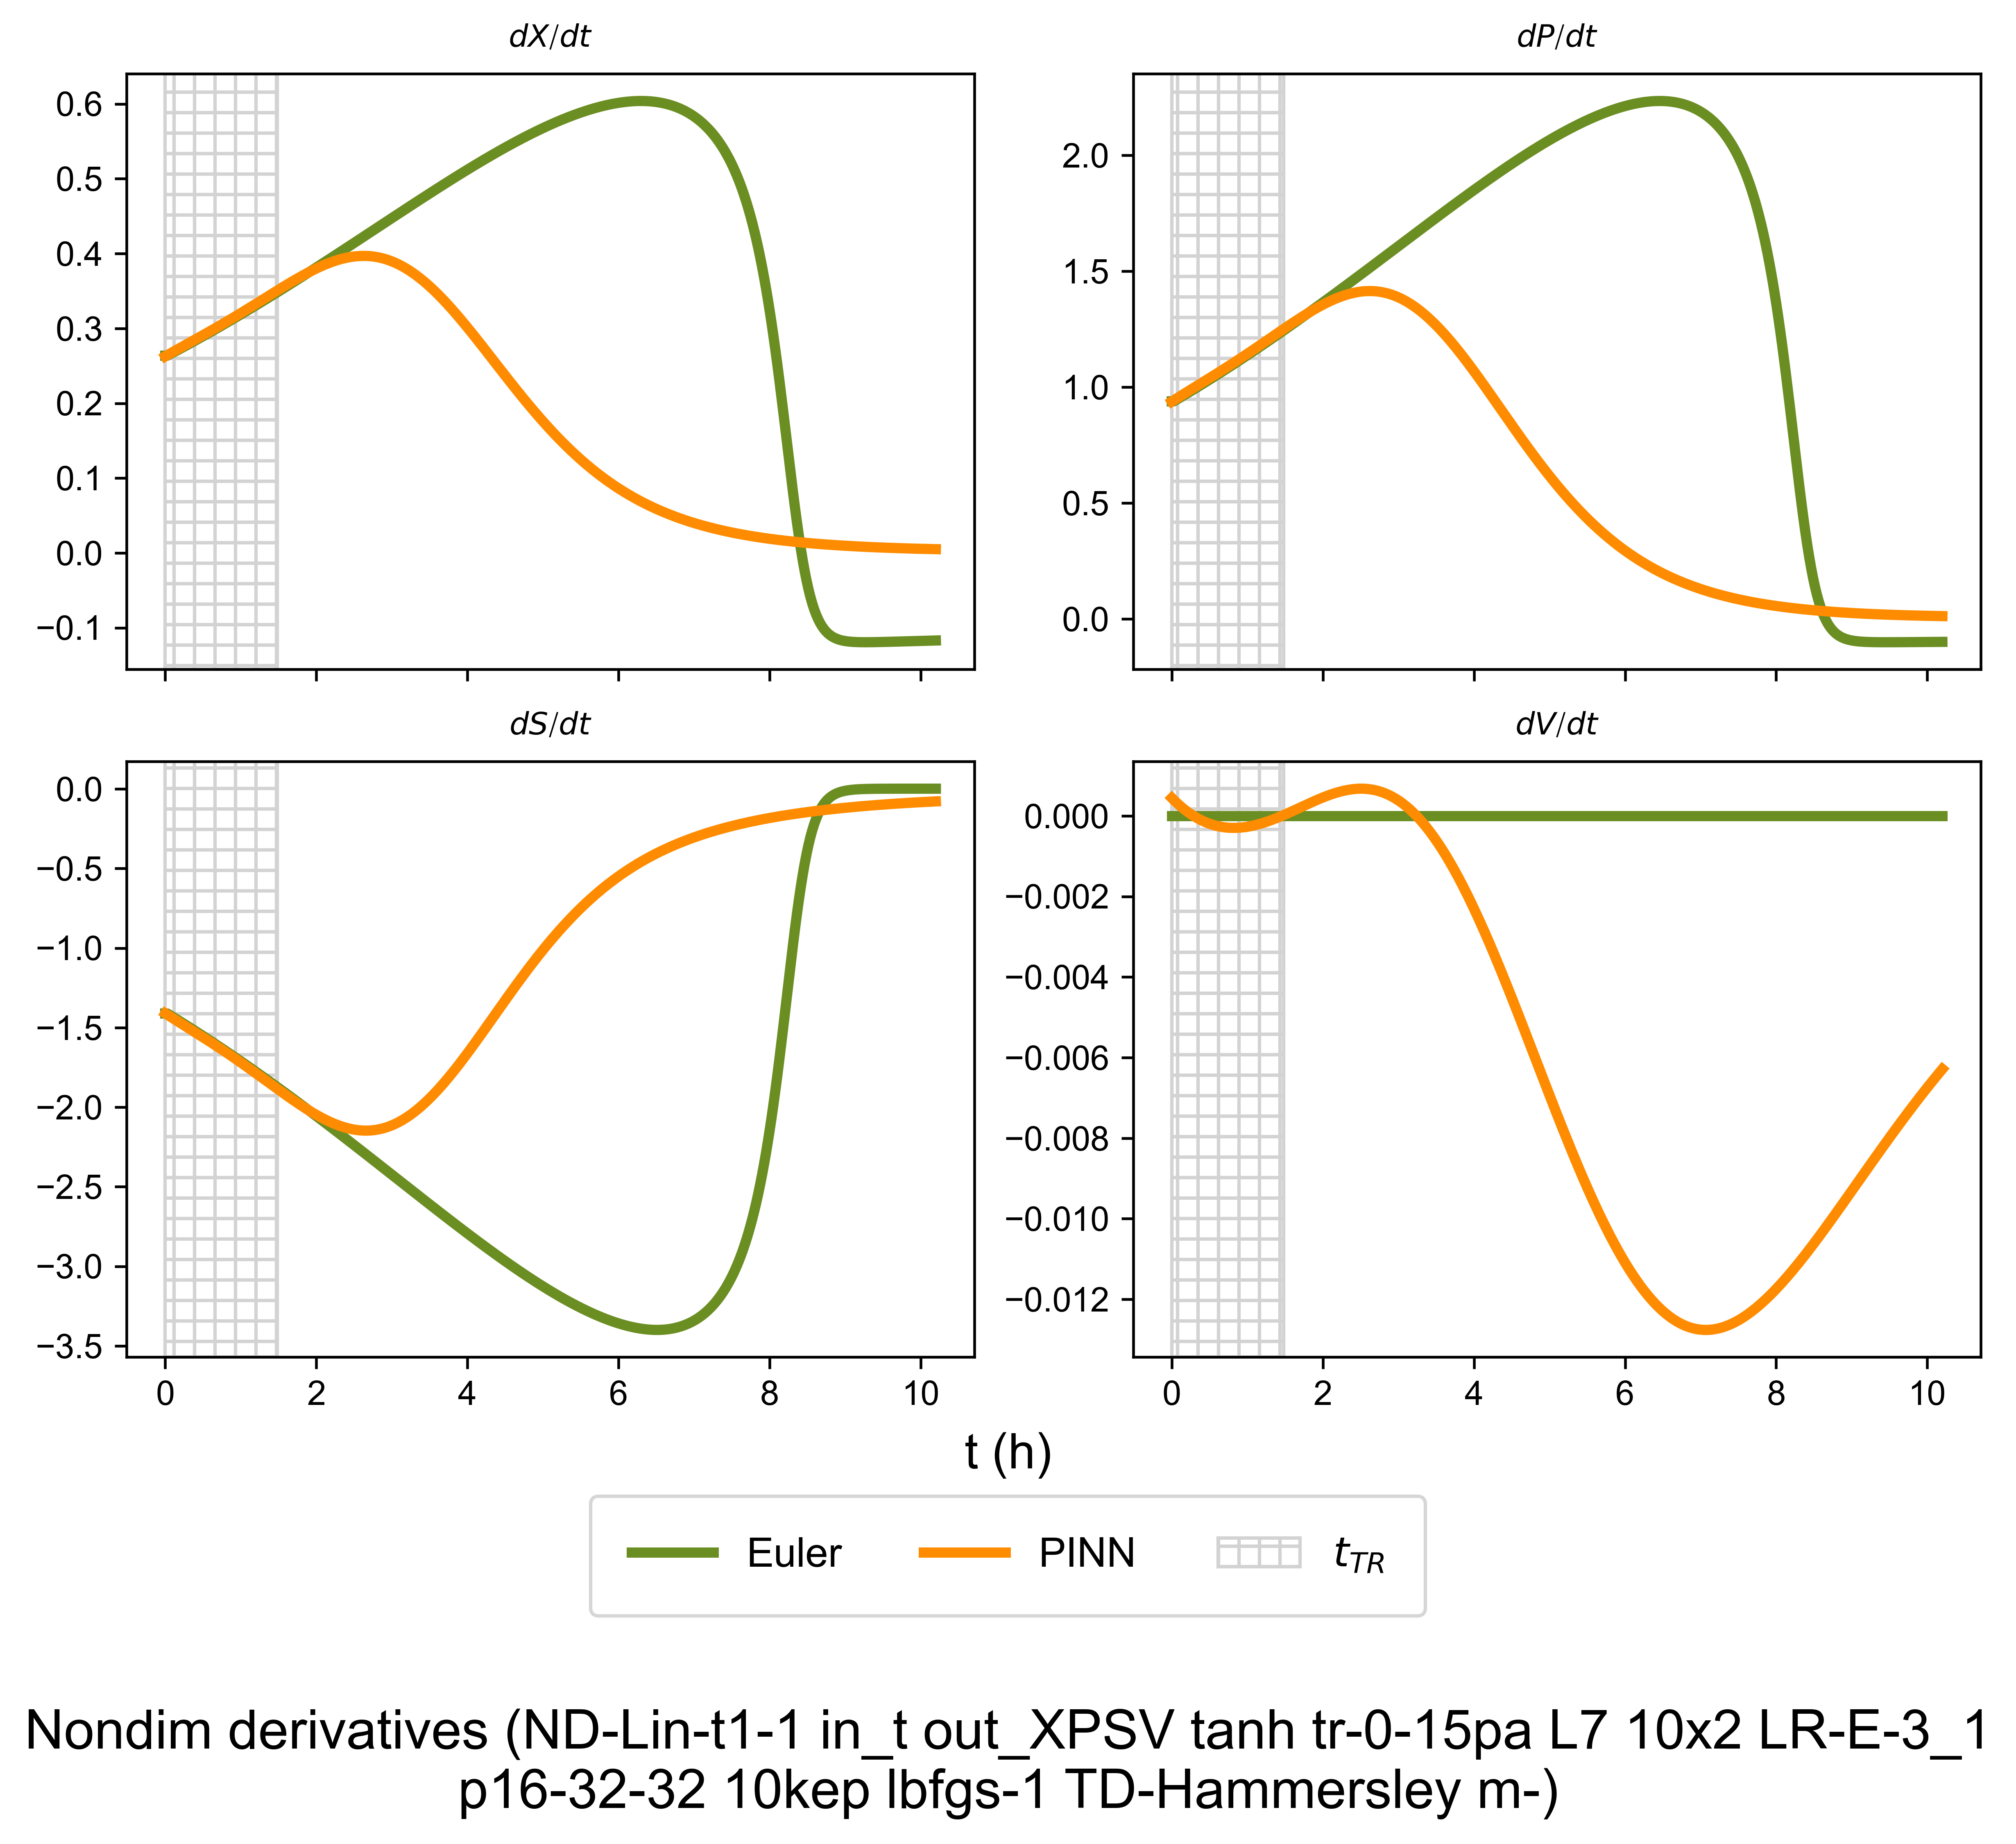 dX/dt
dP/dt
0.6
0.5
0.4
0.3
0.2
0.1
0.0
−0.1
2.0
1.5
1.0
0.5
0.0
dS/dt
dV/dt
0.0
−0.5
−1.0
−1.5
−2.0
−2.5
−3.0
−3.5
0 2 4 6 8 10
0.000
−0.002
−0.004
−0.006
−0.008
−0.010
−0.012
0 2 4 6 8 10
t (h)
Euler PINN t_{TR}
Nondim derivatives (ND-Lin-t1-1 in_t out_XPSV tanh tr-0-15pa L7 10x2 LR-E-3_1
p16-32-32 10kep lbfgs-1 TD-Hammersley m-)